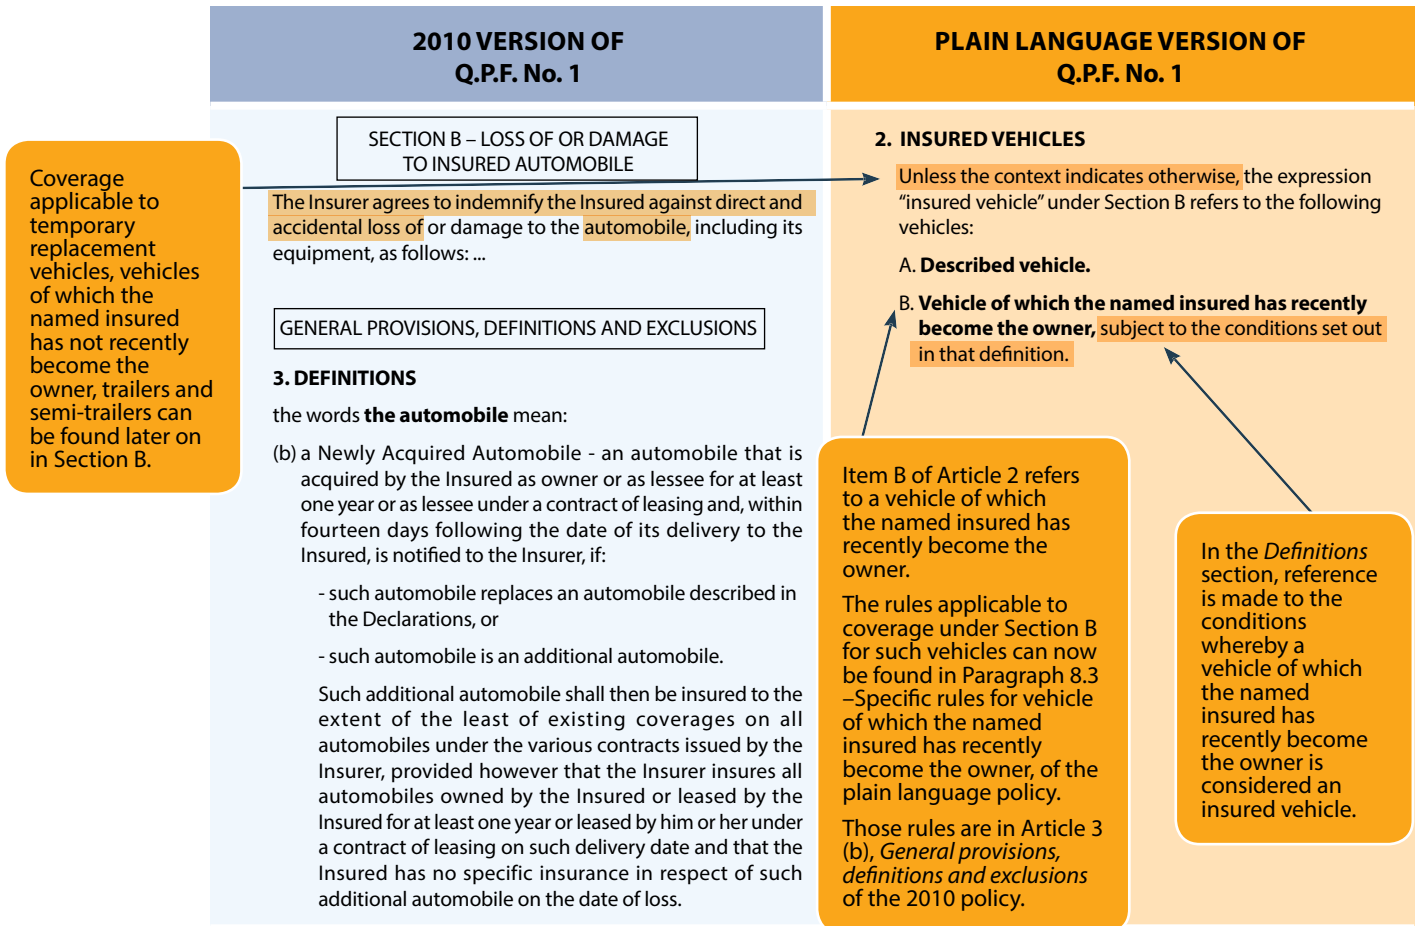 2010 VERSION OF
Q.P.F. No. 1
PLAIN LANGUAGE VERSION OF
Q.P.F. No. 1
Coverage
applicable to
temporary
replacement
vehicles, vehicles
of which the
named insured
has not recently
become the
owner, trailers and
semi-trailers can
be found later on
in Section B.
SECTION B – LOSS OF OR DAMAGE
TO INSURED AUTOMOBILE
The Insurer agrees to indemnify the Insured against direct and
accidental loss of or damage to the automobile, including its
equipment, as follows: ...
GENERAL PROVISIONS, DEFINITIONS AND EXCLUSIONS
3. DEFINITIONS
the words the automobile mean:
(b) a Newly Acquired Automobile - an automobile that is
acquired by the Insured as owner or as lessee for at least
one year or as lessee under a contract of leasing and, within
fourteen days following the date of its delivery to the
Insured, is notified to the Insurer, if:
- such automobile replaces an automobile described in
the Declarations, or
- such automobile is an additional automobile.
Such additional automobile shall then be insured to the
extent of the least of existing coverages on all
automobiles under the various contracts issued by the
Insurer, provided however that the Insurer insures all
automobiles owned by the Insured or leased by the
Insured for at least one year or leased by him or her under
a contract of leasing on such delivery date and that the
Insured has no specific insurance in respect of such
additional automobile on the date of loss.
2. INSURED VEHICLES
Unless the context indicates otherwise, the expression
“insured vehicle” under Section B refers to the following
vehicles:
A. Described vehicle.
B. Vehicle of which the named insured has recently
become the owner, subject to the conditions set out
in that definition.
Item B of Article 2 refers
to a vehicle of which
the named insured has
recently become the
owner.
The rules applicable to
coverage under Section B
for such vehicles can now
be found in Paragraph 8.3
–Specific rules for vehicle
of which the named
insured has recently
become the owner, of the
plain language policy.
Those rules are in Article 3
(b), General provisions,
definitions and exclusions
of the 2010 policy.
In the Definitions
section, reference
is made to the
conditions
whereby a
vehicle of which
the named
insured has
recently become
the owner is
considered an
insured vehicle.